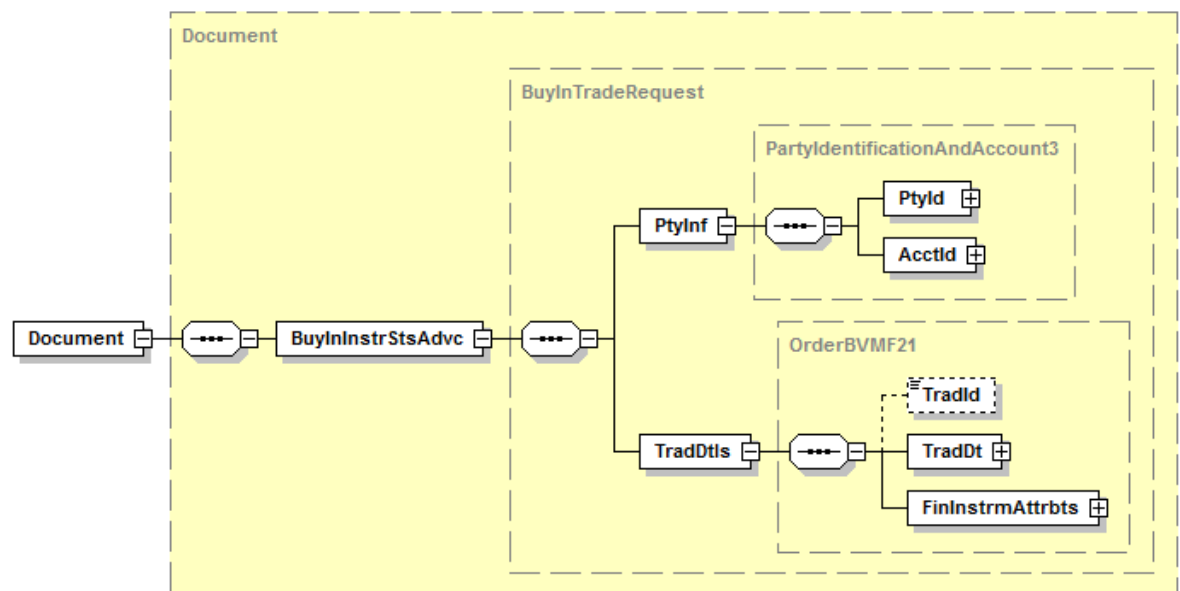 Document
BuyInTradeRequest
PartyIdentificationAndAccount3
PtyId
PtyInf
AcctId
Document
BuyInInstrStsAdvc
OrderBVMF21
TradId
TradDtls
TradDt
FinInstrmAttrbts